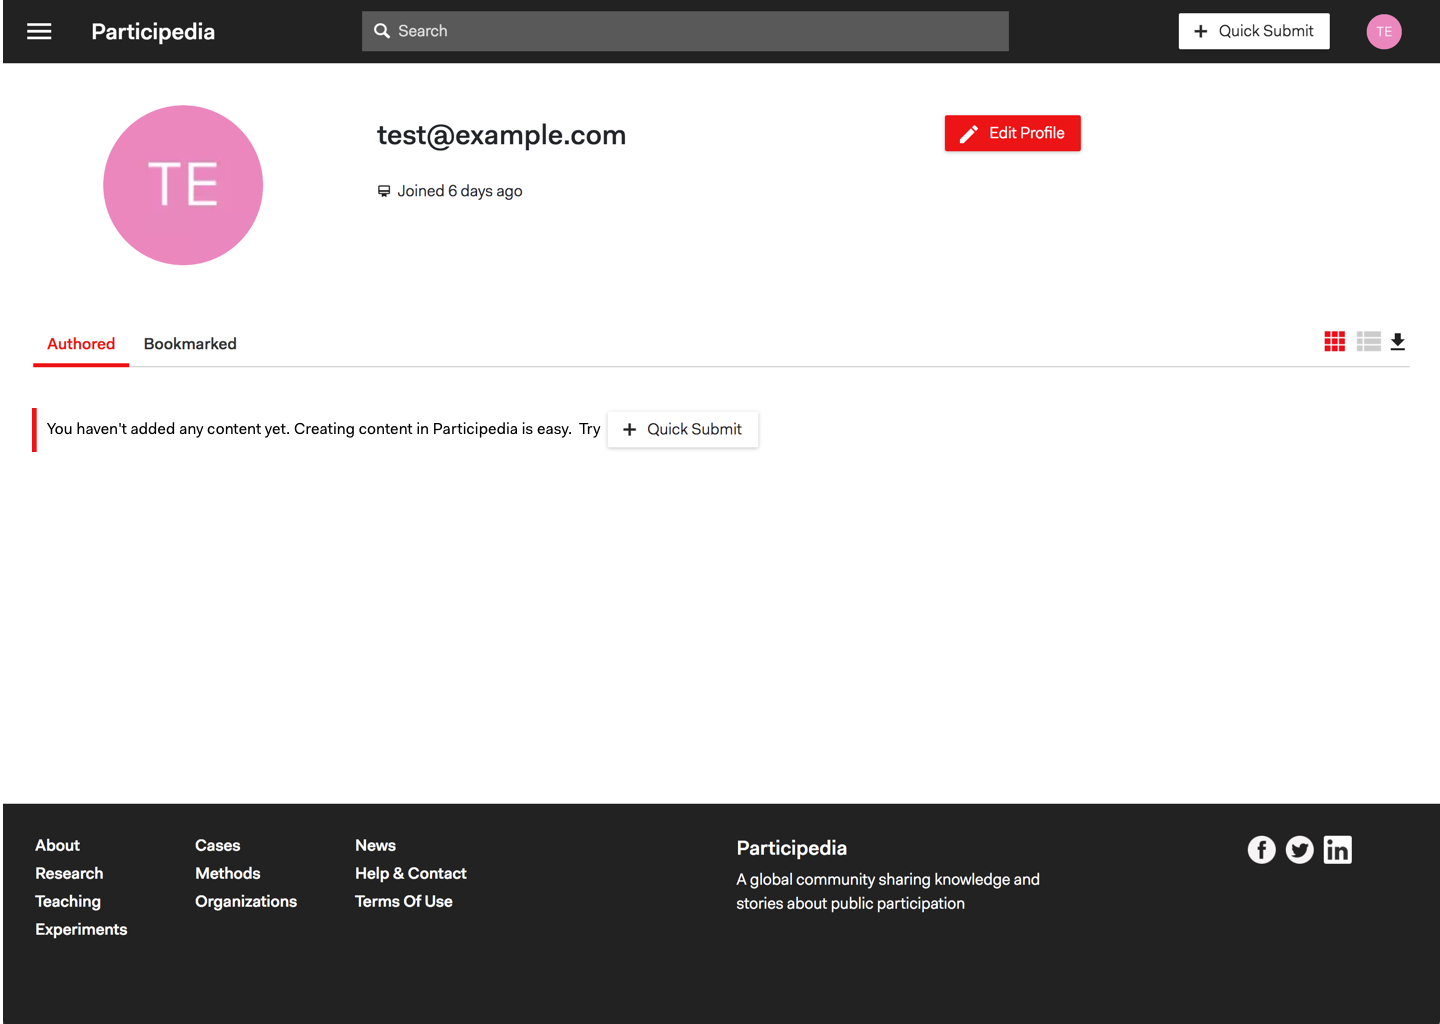 Participedia
Search
Quick Submit
TE
TE
test@example.com
Edit Profile
Joined 6 days ago
Authored
Bookmarked
You haven't added any content yet. Creating content in Participedia is easy. Try
Quick Submit
About
Research
Teaching
Experiments
Cases
Methods
Organizations
News
Help & Contact
Terms Of Use
Participedia
A global community sharing knowledge and
stories about public participation